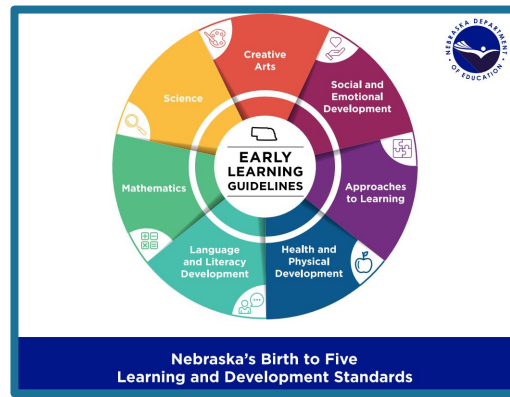 NEBRASKA DEPARTMENT
OF EDUCATION
Creative
Arts
Social and
Emotional
Development
Approaches
to Learning
Health and
Physical
Development
Language
and Literacy
Development
Mathematics
Science
EARLY
LEARNING
GUIDELINES
Nebraska's Birth to Five
Learning and Development Standards